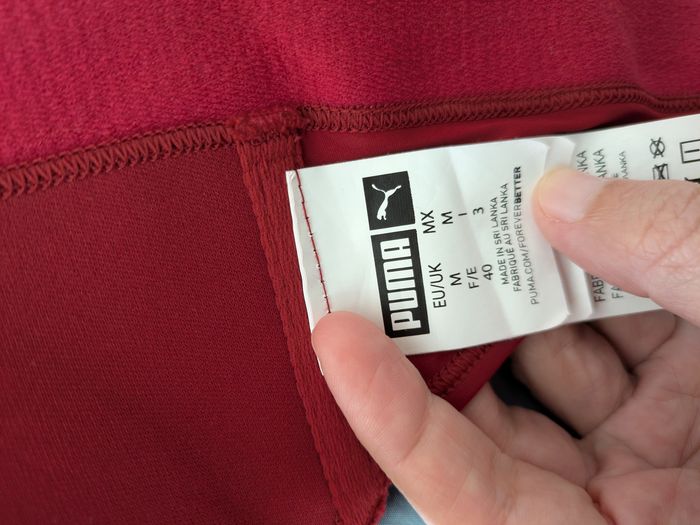 PUMA
EU/UK MX
M M
F/E I
40 3
MADE IN SRI LANKA
FABRIQUÉ AU SRI LANKA
PUMA.COM/FOREVERBETTER